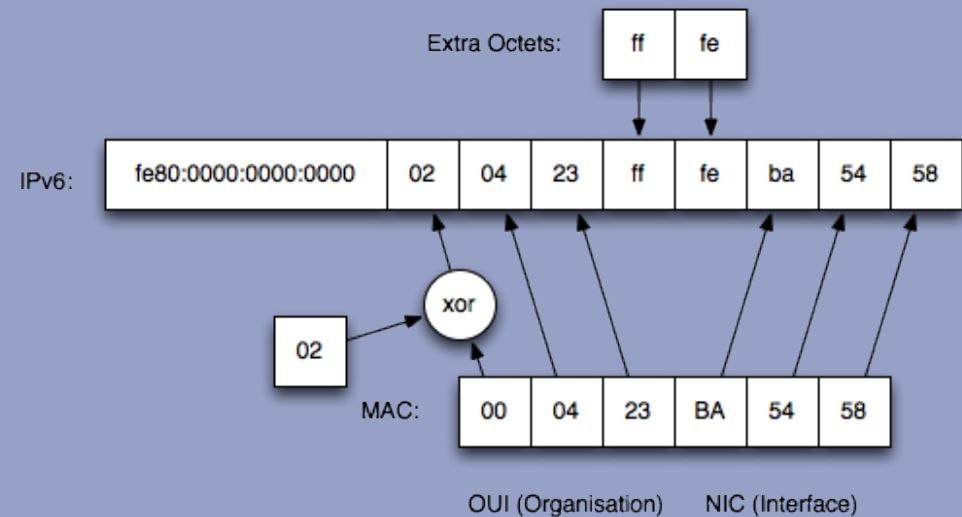 Extra Octets: ff fe
IPv6: fe80:0000:0000:0000 02 04 23 ff fe ba 54 58
xor
02
MAC: 00 04 23 BA 54 58
OUI (Organisation) NIC (Interface)